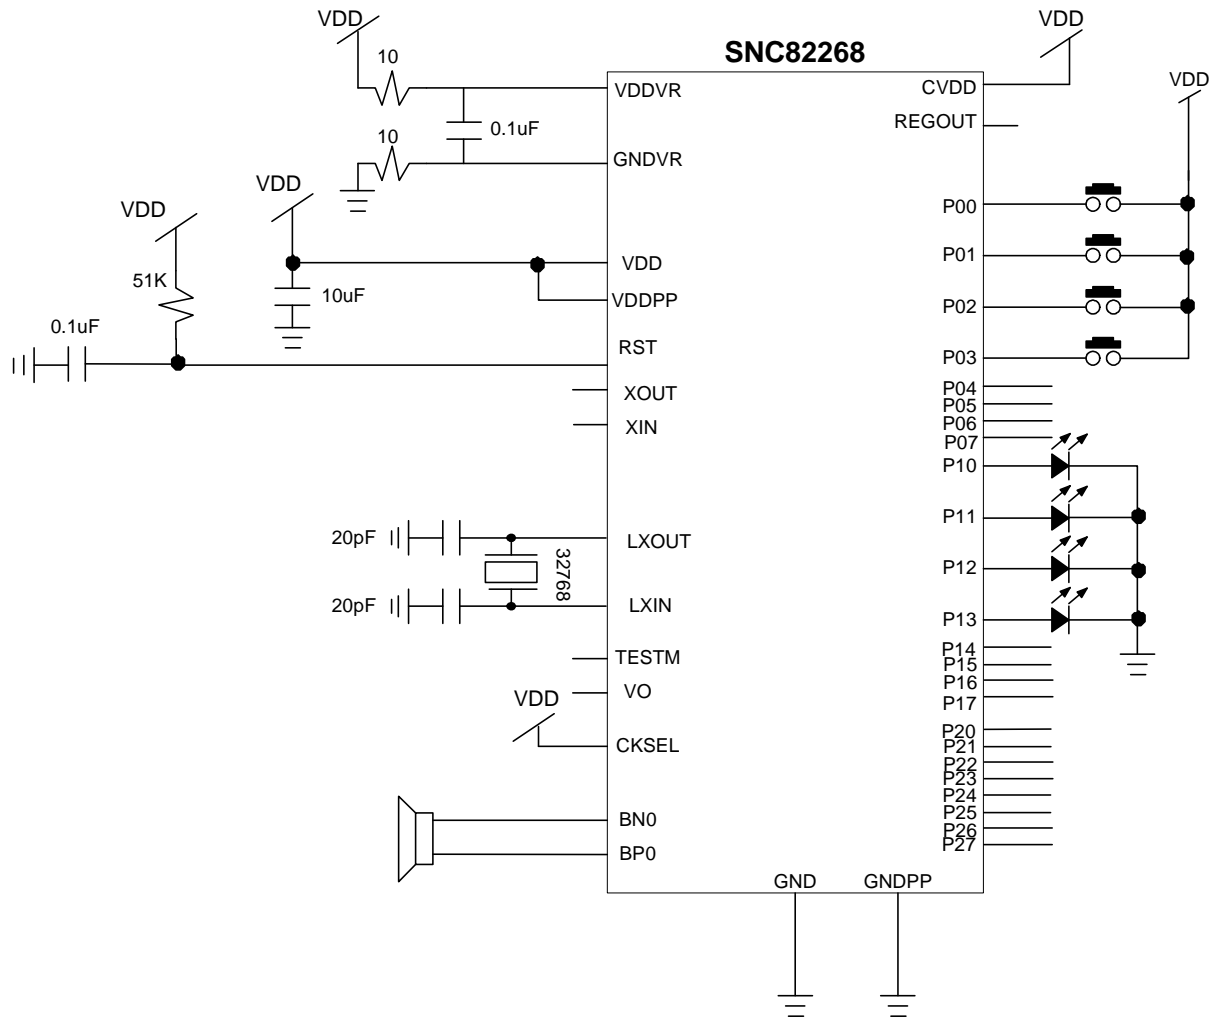 VDD
VDD
SNC82268
10
VDDVR
CVDD
VDD
0.1uF
REGOUT
10
GNDVR
VDD
VDD
P00
P01
VDD
51K
10uF
VDDPP
P02
0.1uF
RST
P03
XOUT
P04
P05
P06
XIN
P07
P10
P11
20pF
LXOUT
32768
P12
20pF
LXIN
P13
TESTM
P14
P15
P16
VO
VDD
P17
P20
CKSEL
P21
P22
P23
P24
P25
BN0
P26
P27
BP0
GND
GNDPP